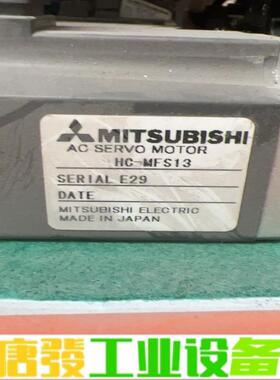 MITSUBISHI
AC SERVO MOTOR
HC-MFS13
SERIAL E29
DATE
MITSUBISHI ELECTRIC
MADE IN JAPAN
唐發工业设备